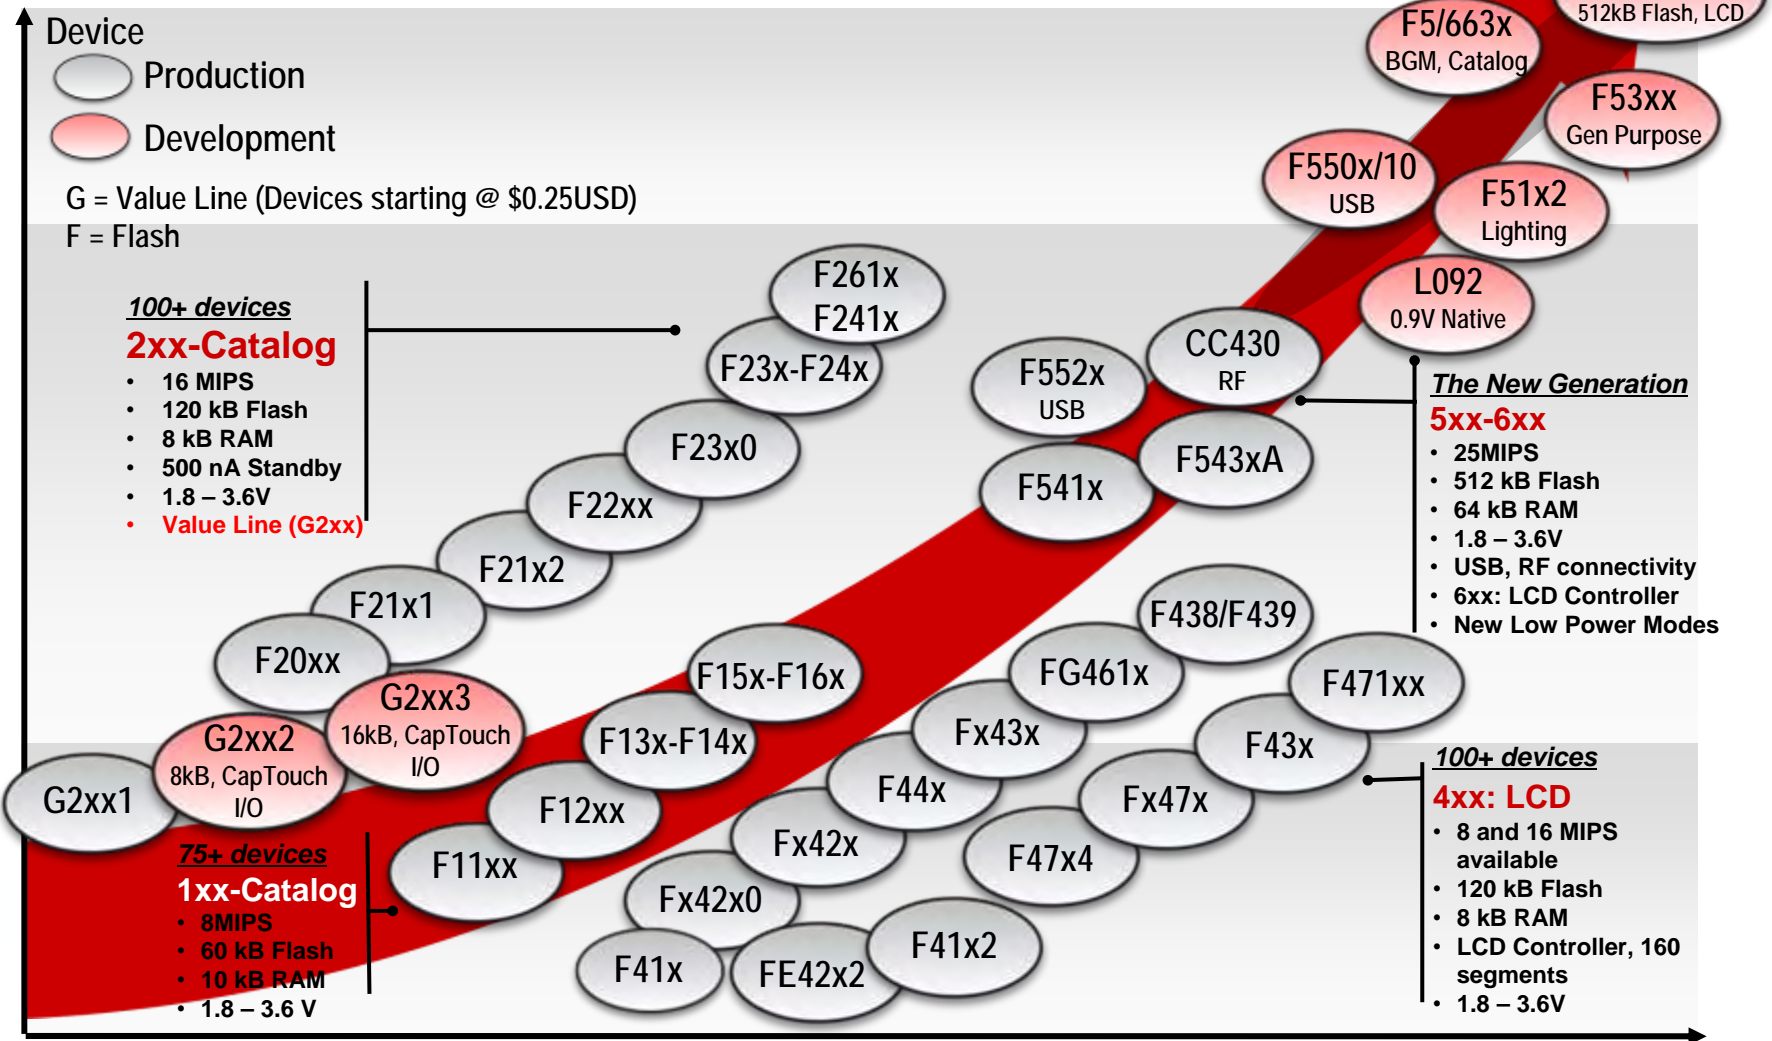 Device
Production
Development
G = Value Line (Devices starting @ $0.25USD)
F = Flash
512kB Flash, LCD
F5/663x
BGM, Catalog
F53xx
Gen Purpose
F550x/10
USB
F51x2
Lighting
L092
0.9V Native
F261x
F241x
F23x-F24x
F23x0
F22xx
F21x2
F21x1
F20xx
G2xx3
16kB, CapTouch
I/O
G2xx2
8kB, CapTouch
I/O
G2xx1
100+ devices
2xx-Catalog
• 16 MIPS
• 120 kB Flash
• 8 kB RAM
• 500 nA Standby
• 1.8 – 3.6V
• Value Line (G2xx)
CC430
RF
F552x
USB
F543xA
F541x
The New Generation
5xx-6xx
• 25MIPS
• 512 kB Flash
• 64 kB RAM
• 1.8 – 3.6V
• USB, RF connectivity
• 6xx: LCD Controller
• New Low Power Modes
F15x-F16x
F13x-F14x
F12xx
F11xx
75+ devices
1xx-Catalog
• 8MIPS
• 60 kB Flash
• 10 kB RAM
• 1.8 – 3.6 V
F438/F439
FG461x
Fx43x
F44x
Fx42x
Fx42x0
F41x
F471xx
F43x
Fx47x
F47x4
F41x2
FE42x2
100+ devices
4xx: LCD
• 8 and 16 MIPS
available
• 120 kB Flash
• 8 kB RAM
• LCD Controller, 160
segments
• 1.8 – 3.6V